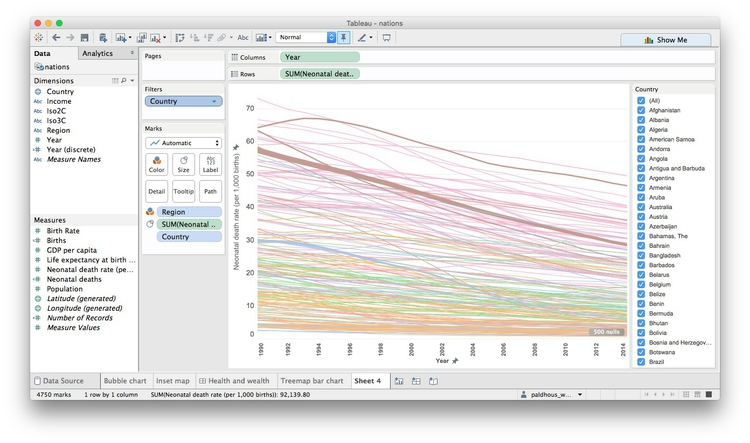 Tableau - nations
Abc
Normal
Show Me
Data
Analytics
nations
Dimensions
Country
Abc Income
Abc Iso2C
Abc Iso3C
Abc Region
# Year
Year (discrete)
Abc Measure Names
Measures
# Birth Rate
# Births
# GDP per capita
# Life expectancy at birth ...
# Neonatal death rate (pe...
# Neonatal deaths
# Population
Latitude (generated)
Longitude (generated)
# Number of Records
# Measure Values
Pages
Filters
Country
Marks
Automatic
Color
Size
Label
Detail
Tooltip
Path
Region
SUM(Neonatal ..
Country
Columns
Year
Rows
SUM(Neonatal deat..
Neonatal death rate (per 1,000 births)
70
60
50
40
30
20
10
0
500 nulls
1990
1992
1994
1996
1998
2000
2002
2004
2006
2008
2010
2012
2014
Year
Country
(All)
Afghanistan
Albania
Algeria
American Samoa
Andorra
Angola
Antigua and Barbuda
Argentina
Armenia
Aruba
Australia
Austria
Azerbaijan
Bahamas, The
Bahrain
Bangladesh
Barbados
Belarus
Belgium
Belize
Benin
Bermuda
Bhutan
Bolivia
Bosnia and Herzegov...
Botswana
Brazil
Data Source
Bubble chart
Inset map
Health and wealth
Treemap bar chart
Sheet 4
4750 marks
1 row by 1 column
SUM(Neonatal death rate (per 1,000 births)): 92,139.80
paldhous_w...